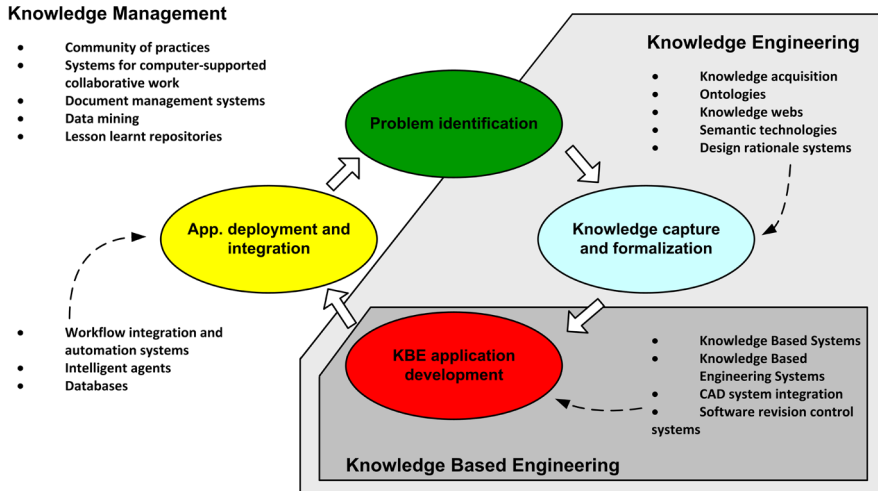 Knowledge Management
• Community of practices
• Systems for computer-supported
collaborative work
• Document management systems
• Data mining
• Lesson learnt repositories
Knowledge Engineering
• Knowledge acquisition
• Ontologies
• Knowledge webs
• Semantic technologies
• Design rationale systems
Problem identification
App. deployment and
integration
Knowledge capture
and formalization
• Workflow integration and
automation systems
• Intelligent agents
• Databases
KBE application
development
• Knowledge Based Systems
• Knowledge Based
Engineering Systems
• CAD system integration
• Software revision control
systems
Knowledge Based Engineering